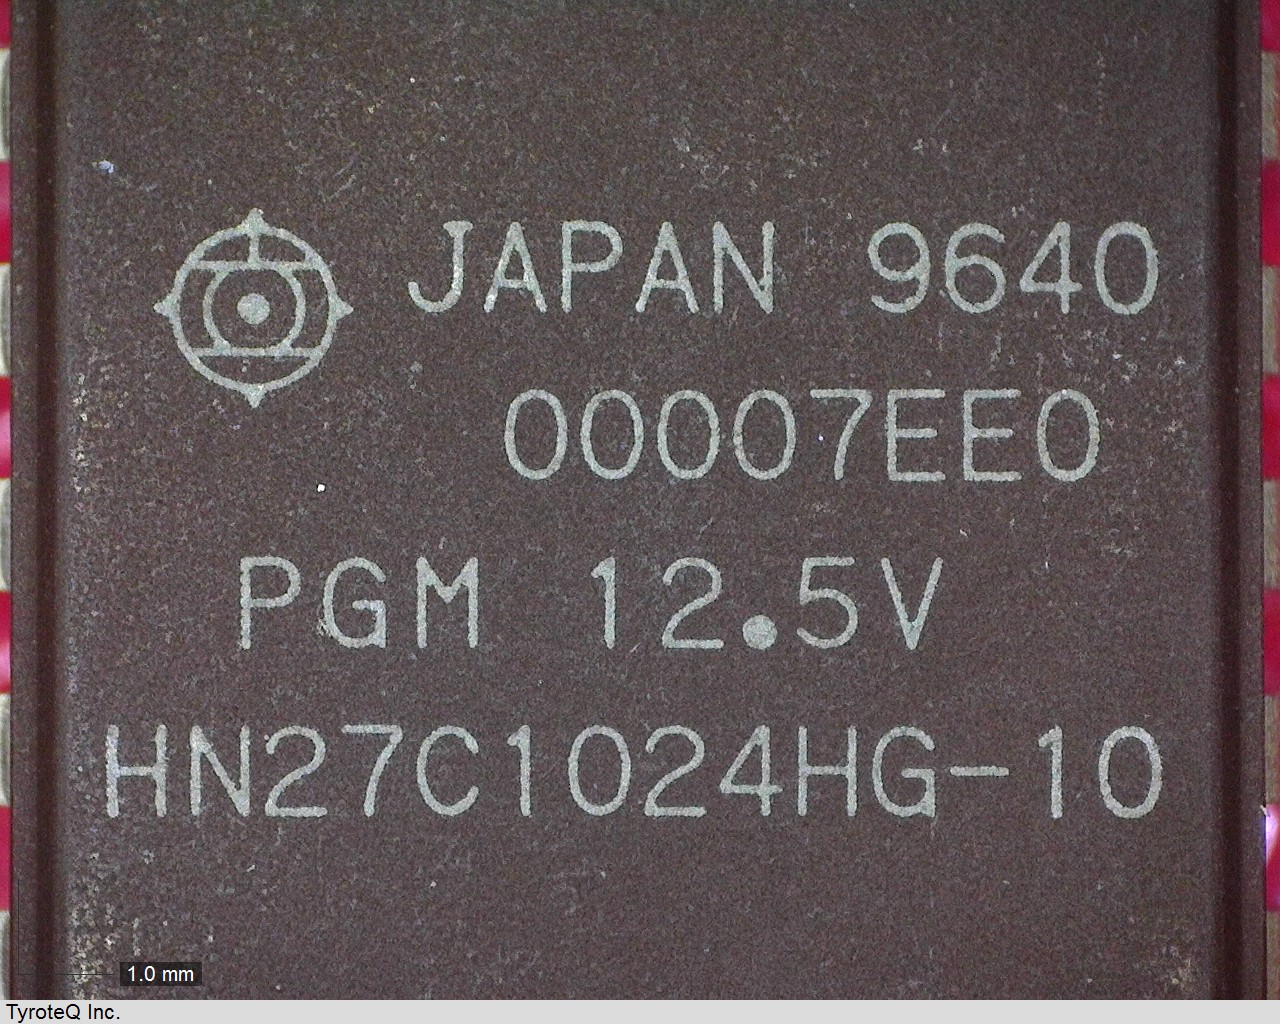 JAPAN 9640
00007EE0
PGM 12.5V
HN27C1024HG-10
1.0 mm
TyroteQ Inc.